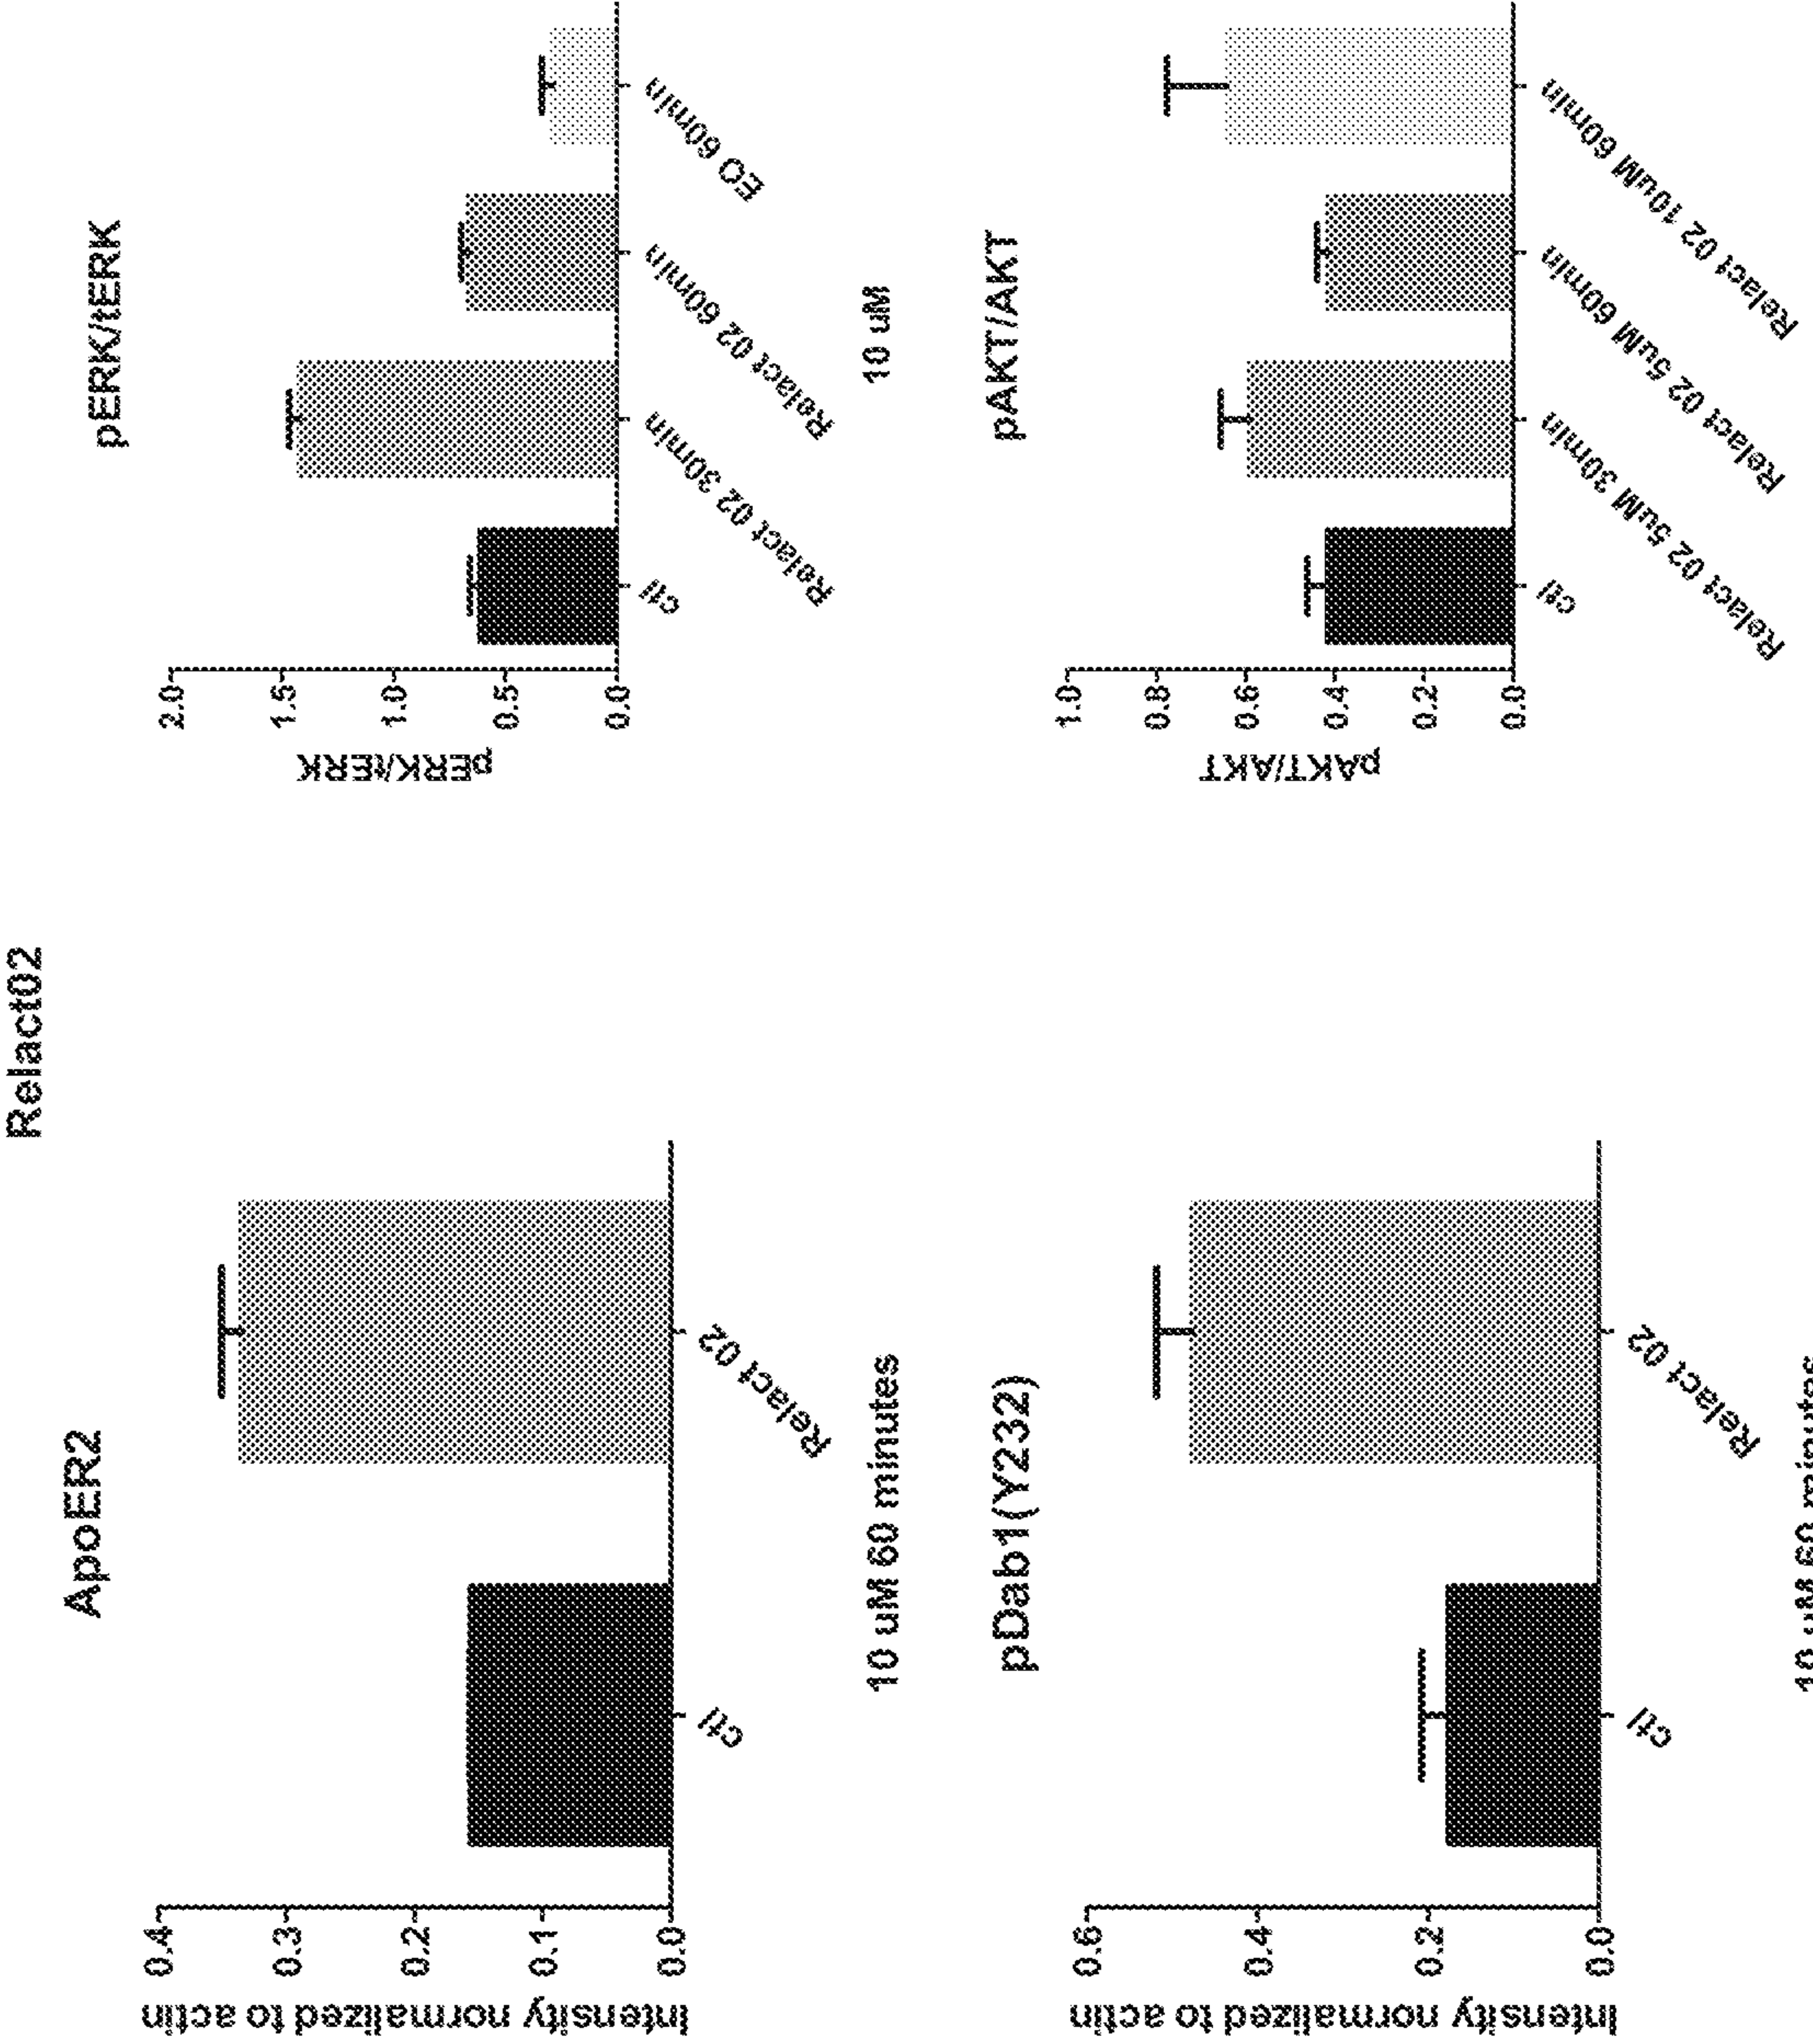 Relact02
ApoER2
Intensity normalized to actin
0.4
0.3
0.2
0.1
0.0
ctl
Relact 02
10 uM 60 minutes
pERK/tERK
pERK/tERK
2.0
1.5
1.0
0.5
0.0
ctl
Relact 02 30min
Relact 02 60min
EO 60min
10 uM
pDab1(Y232)
Intensity normalized to actin
0.6
0.4
0.2
0.0
ctl
Relact 02
10 uM 60 minutes
pAKT/AKT
pAKT/AKT
1.0
0.8
0.6
0.4
0.2
0.0
ctl
Relact 02 5uM 30min
Relact 02 5uM 60min
Relact 02 10uM 60min